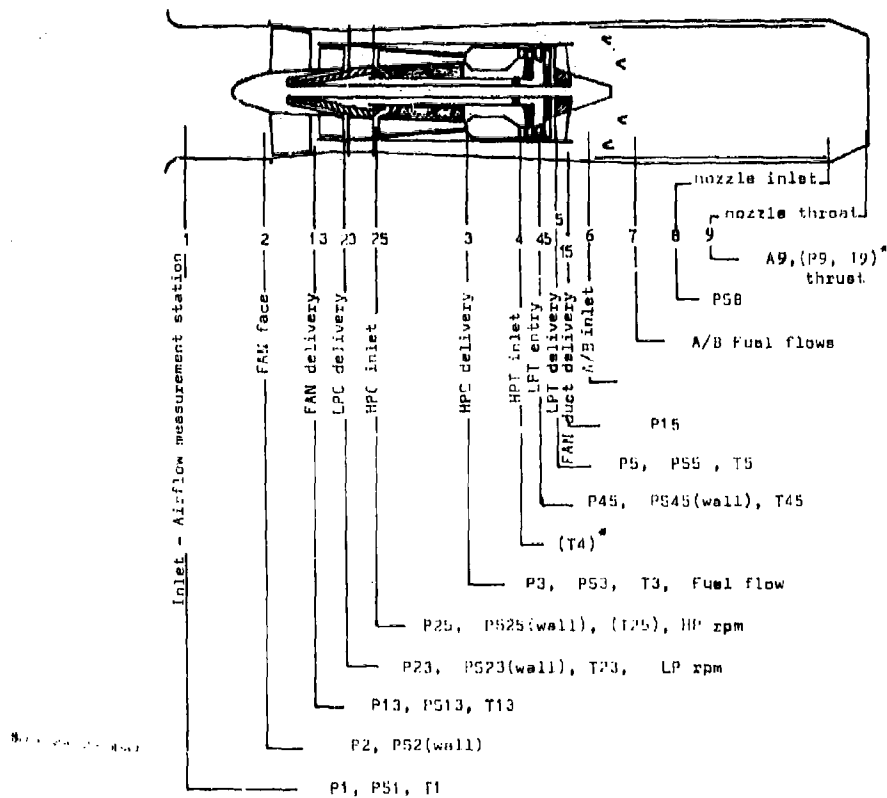 nozzle inlet
nozzle throat
1 2 13 23 25 3 4 45 5 15 6 7 8 9
A9,(P9, T9)*
thrust
PS8
A/B Fuel flows
Inlet - Airflow measurement station
FAN face
FAN delivery
LPC delivery
HPC inlet
HPC delivery
HPT inlet
LPT entry
LPT delivery
FAN duct delivery
A/B inlet
P15
P5, PS5 , T5
P45, PS45(wall), T45
(T4)*
P3, PS3, T3, Fuel flow
P25, PS25(wall), (T25), HP rpm
P23, PS23(wall), T23, LP rpm
P13, PS13, T13
P2, PS2(wall)
P1, PS1, T1